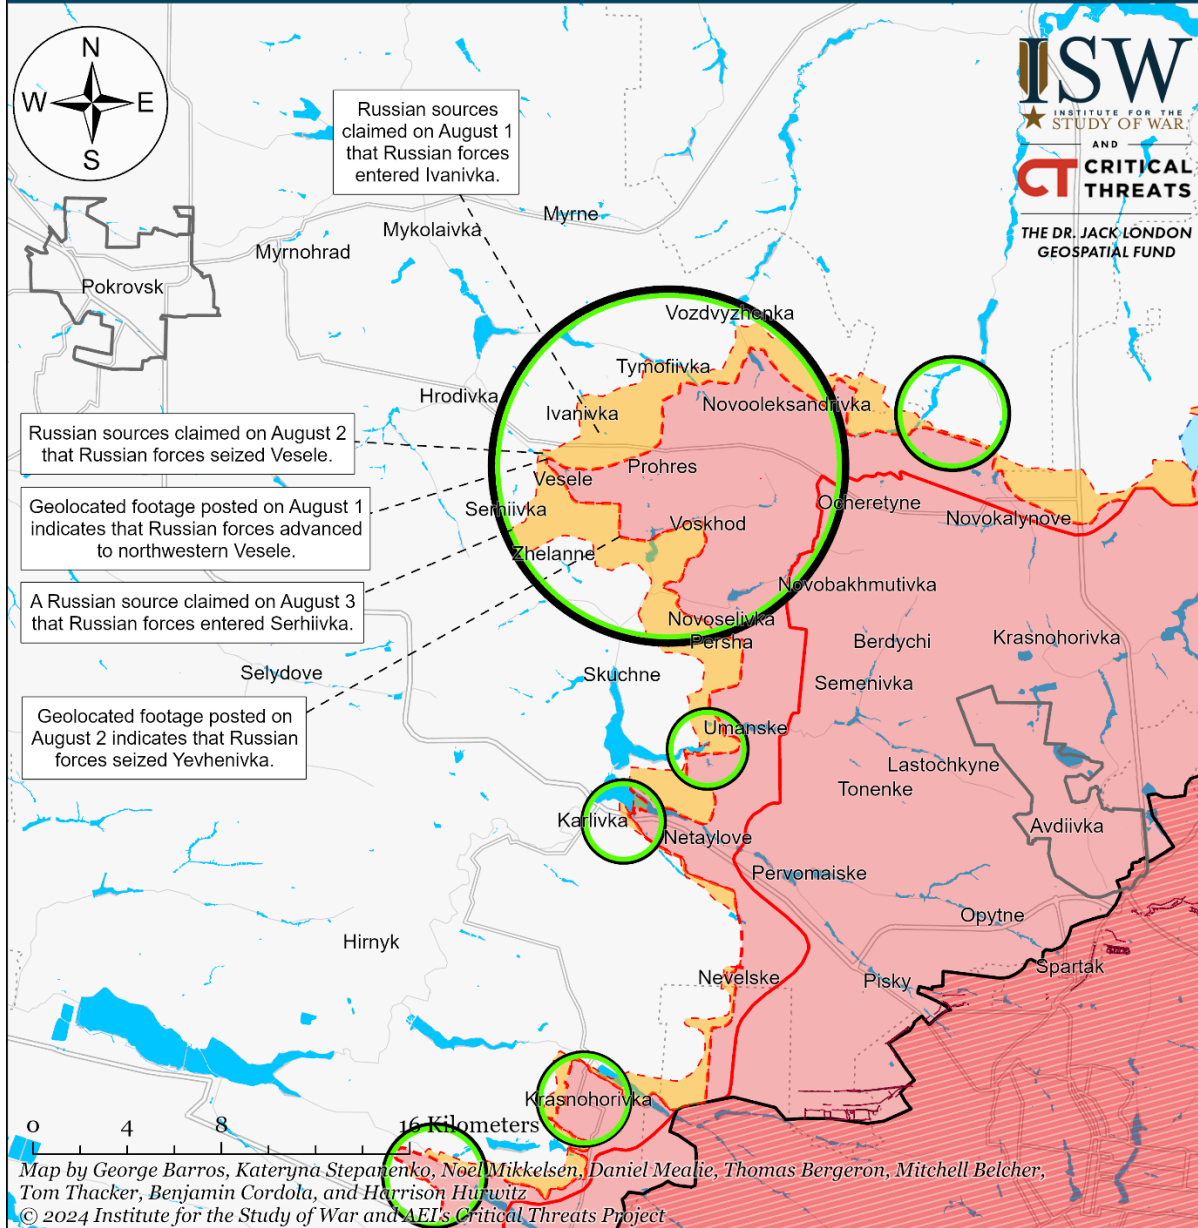 N
W E
S
ISW
INSTITUTE FOR THE
STUDY OF WAR
AND
CT CRITICAL
THREATS
THE DR. JACK LONDON
GEOSPATIAL FUND
Russian sources
claimed on August 1
that Russian forces
entered Ivanivka.
Myrne
Mykolaivka
Myrnohrad
Pokrovsk
Vozdvyzhenka
Tymofiivka
Hrodivka
Ivanivka
Novooleksandrivka
Russian sources claimed on August 2
that Russian forces seized Vesele.
Prohres
Vesele
Geolocated footage posted on August 1
indicates that Russian forces advanced
to northwestern Vesele.
Serhiivka
Ocheretyne
Novokalynove
Voskhod
Zhelanne
Novobakhmutivka
A Russian source claimed on August 3
that Russian forces entered Serhiivka.
Novoselivka
Persha
Berdychi
Krasnohorivka
Selydove
Skuchne
Semenivka
Geolocated footage posted on
August 2 indicates that Russian
forces seized Yevhenivka.
Umanske
Lastochkyne
Tonenke
Karlivka
Netaylove
Avdiivka
Pervomaiske
Opytne
Hirnyk
Spartak
Nevelske
Pisky
Krasnohorivka
0 4 8 16 Kilometers
Map by George Barros, Kateryna Stepanenko, Noel Mikkelsen, Daniel Mealie, Thomas Bergeron, Mitchell Belcher,
Tom Thacker, Benjamin Cordola, and Harrison Hurwitz
© 2024 Institute for the Study of War and AEI's Critical Threats Project